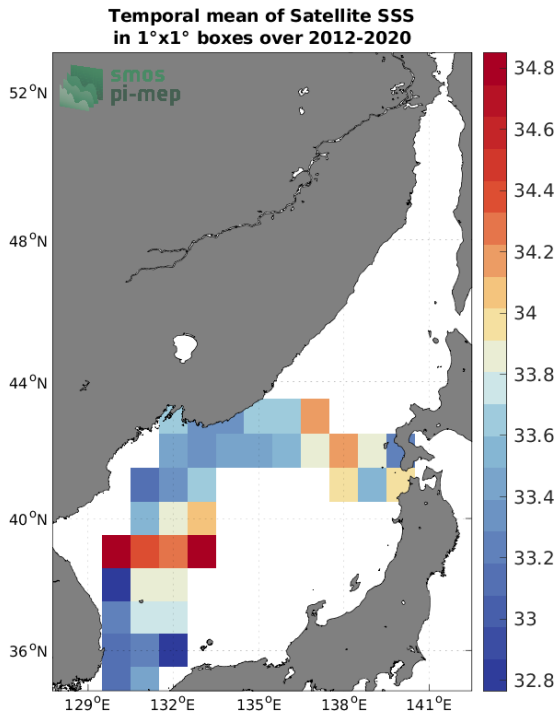 Temporal mean of Satellite SSS
in 1°x1° boxes over 2012-2020
smos
pi-mep
52°N
48°N
44°N
40°N
36°N
129°E
132°E
135°E
138°E
141°E
34.8
34.6
34.4
34.2
34
33.8
33.6
33.4
33.2
33
32.8